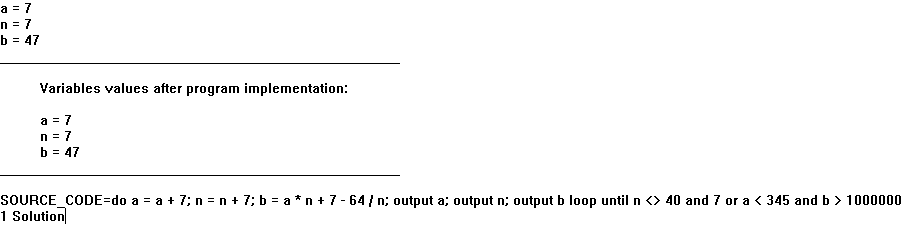 a = 7
n = 7
b = 47
Variables values after program implementation:
a = 7
n = 7
b = 47
SOURCE_CODE=do a = a + 7; n = n + 7; b = a * n + 7 - 64 / n; output a; output n; output b loop until n <> 40 and 7 or a < 345 and b > 1000000
1 Solution